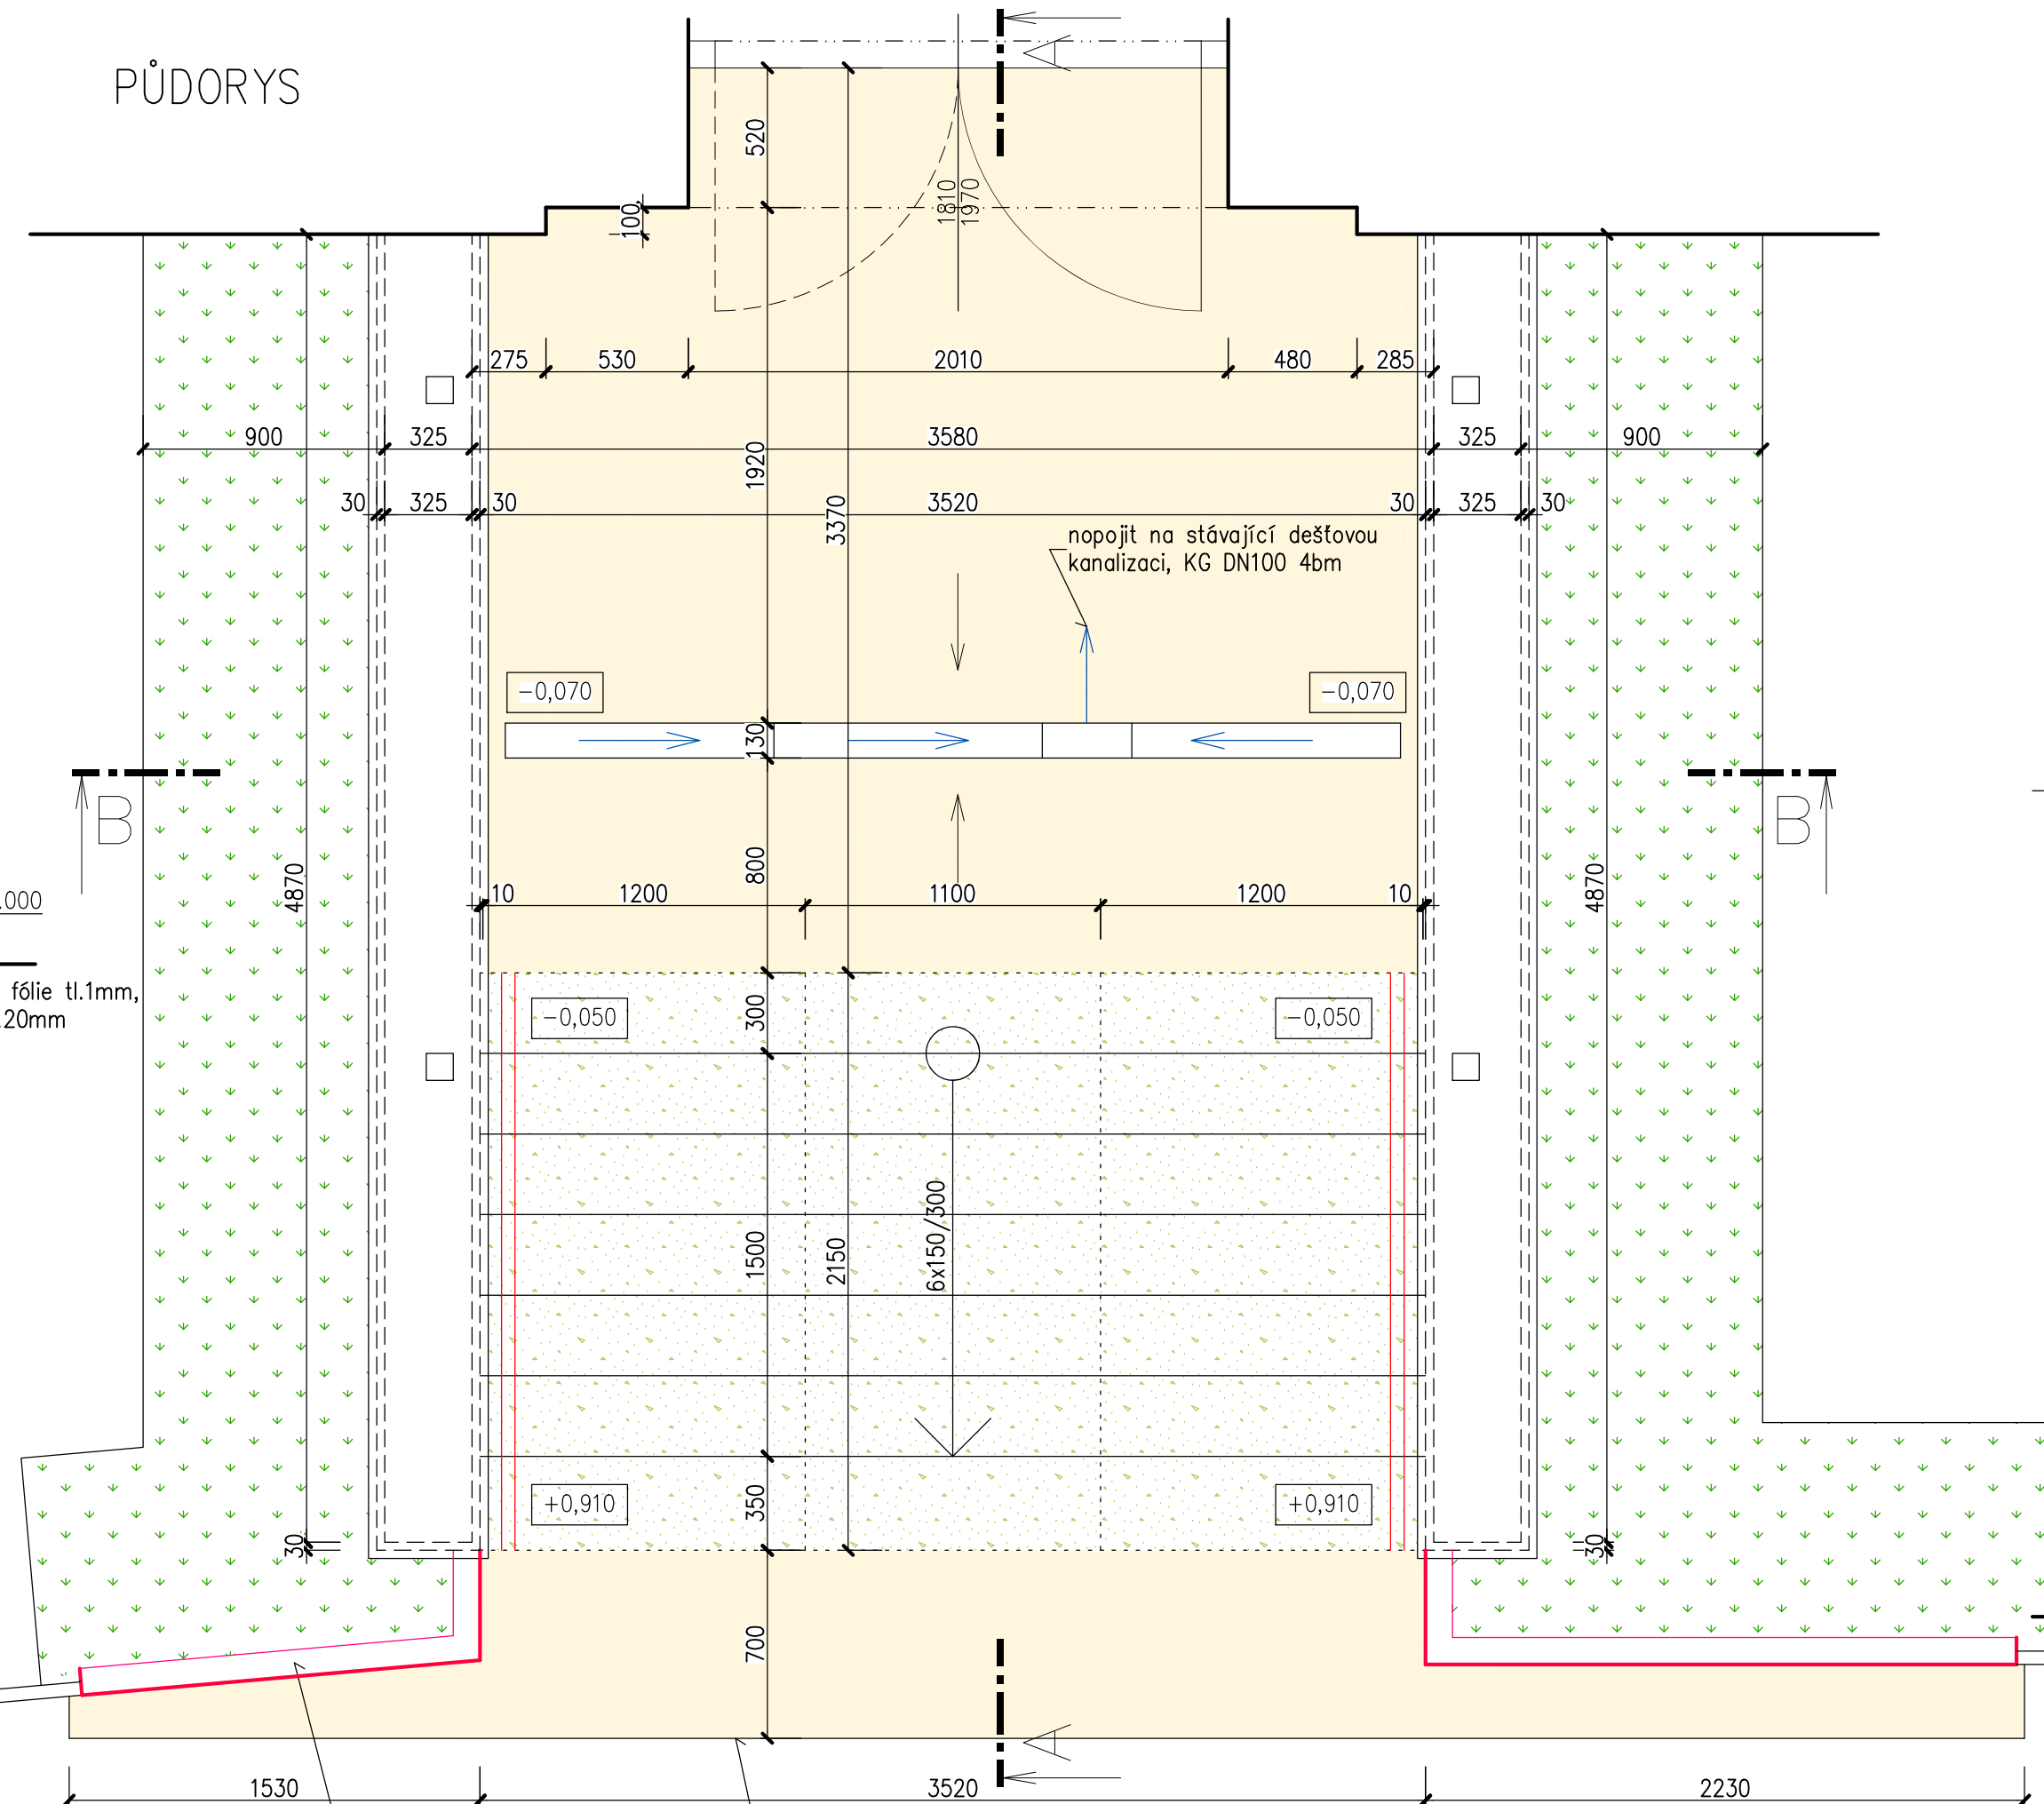 PŮDORYS
A
520
1810
1970
100
275 530 2010 480 285
900 325 3580 325 900
1920
30 325 30 3520 30 325 30
3370
nopojit na stávající dešťovou
kanalizaci, KG DN100 4bm
-0,070 -0,070
130
B B
800
4870 4870
.000
10 1200 1100 1200 10
fólie tl.1mm,
20mm
300
-0,050 -0,050
1500
2150
6x150/300
+0,910 +0,910
350
30 30
700
A
1530 3520 2230